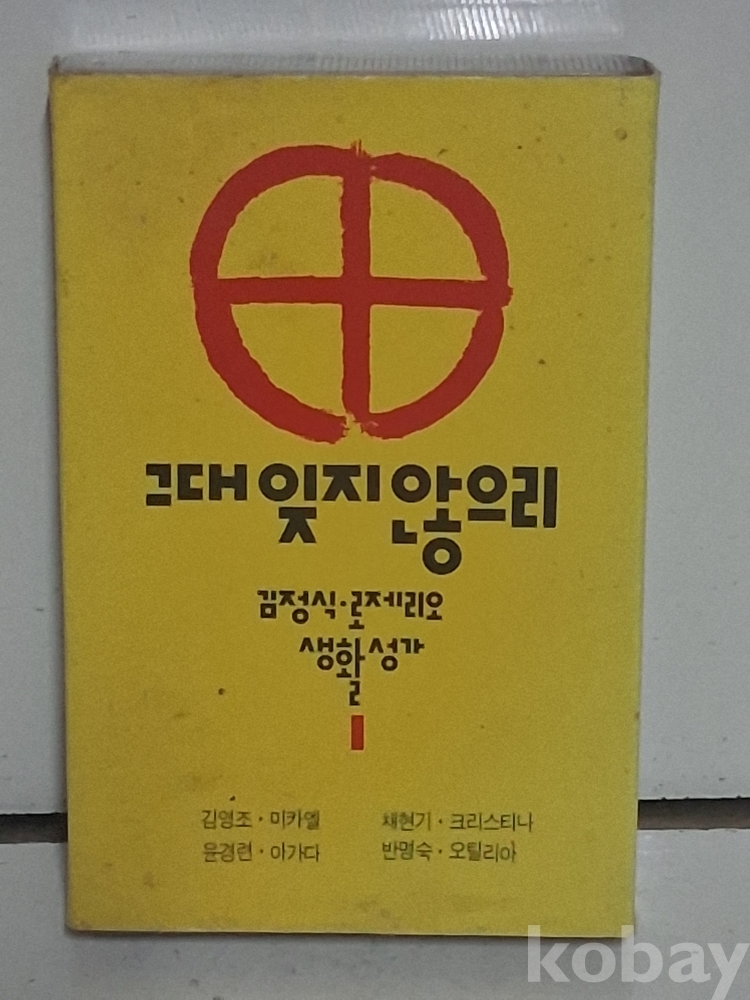 그대 잊지 않으리
김정식·로제리오
생활성가
I
김영조·미카엘 채현기·크리스티나
윤경련·아가다 반명숙·오틸리아
kobay